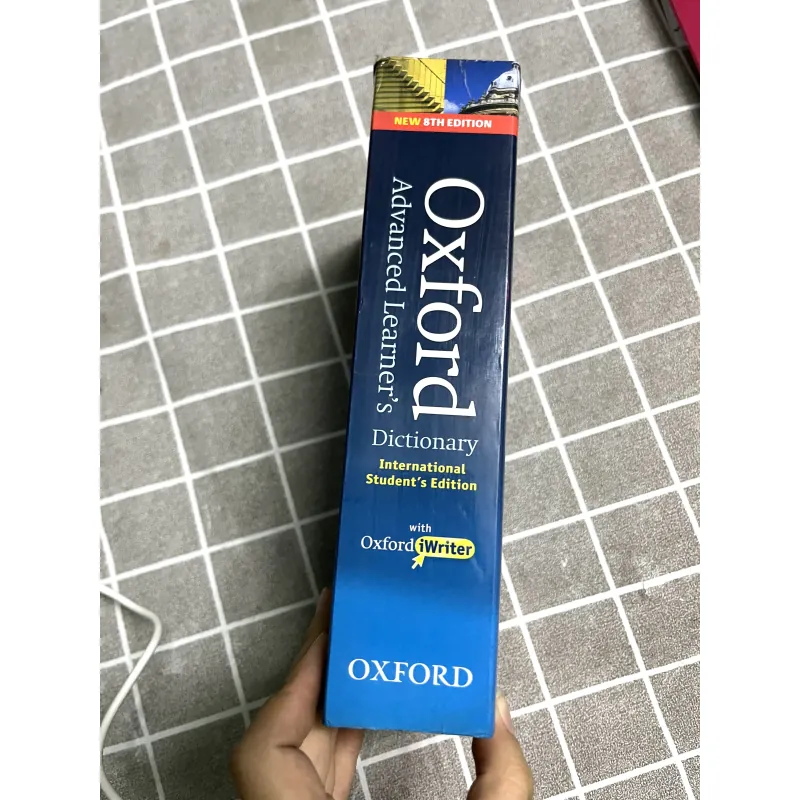 NEW 8TH EDITION
Oxford
Advanced Learner's
Dictionary
International
Student's Edition
with
Oxford iWriter
OXFORD